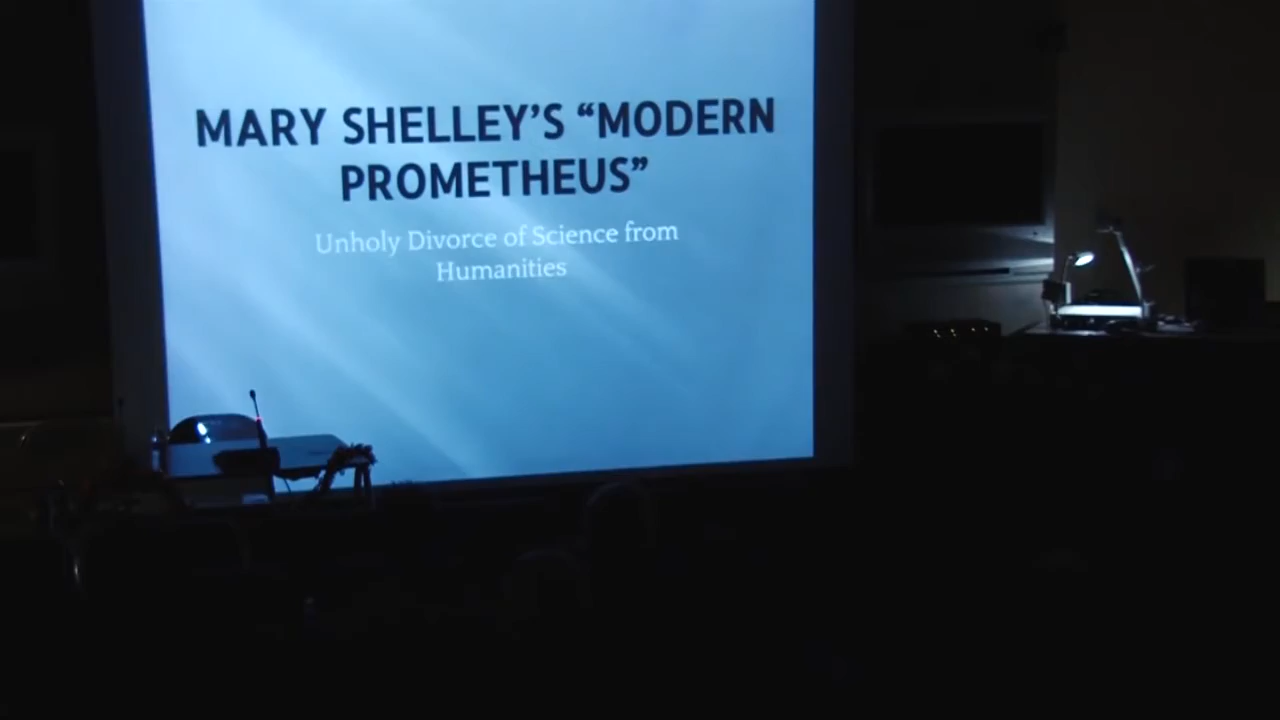 MARY SHELLEY’S “MODERN
PROMETHEUS”
Unholy Divorce of Science from
Humanities